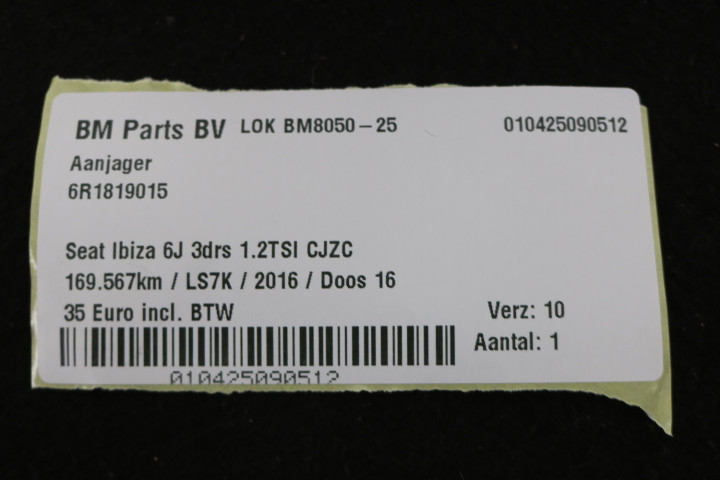 BM Parts BV LOK BM8050-25 010425090512
Aanjager
6R1819015
Seat Ibiza 6J 3drs 1.2TSI CJZC
169.567km / LS7K / 2016 / Doos 16
35 Euro incl. BTW Verz: 10
Aantal: 1
010425090512